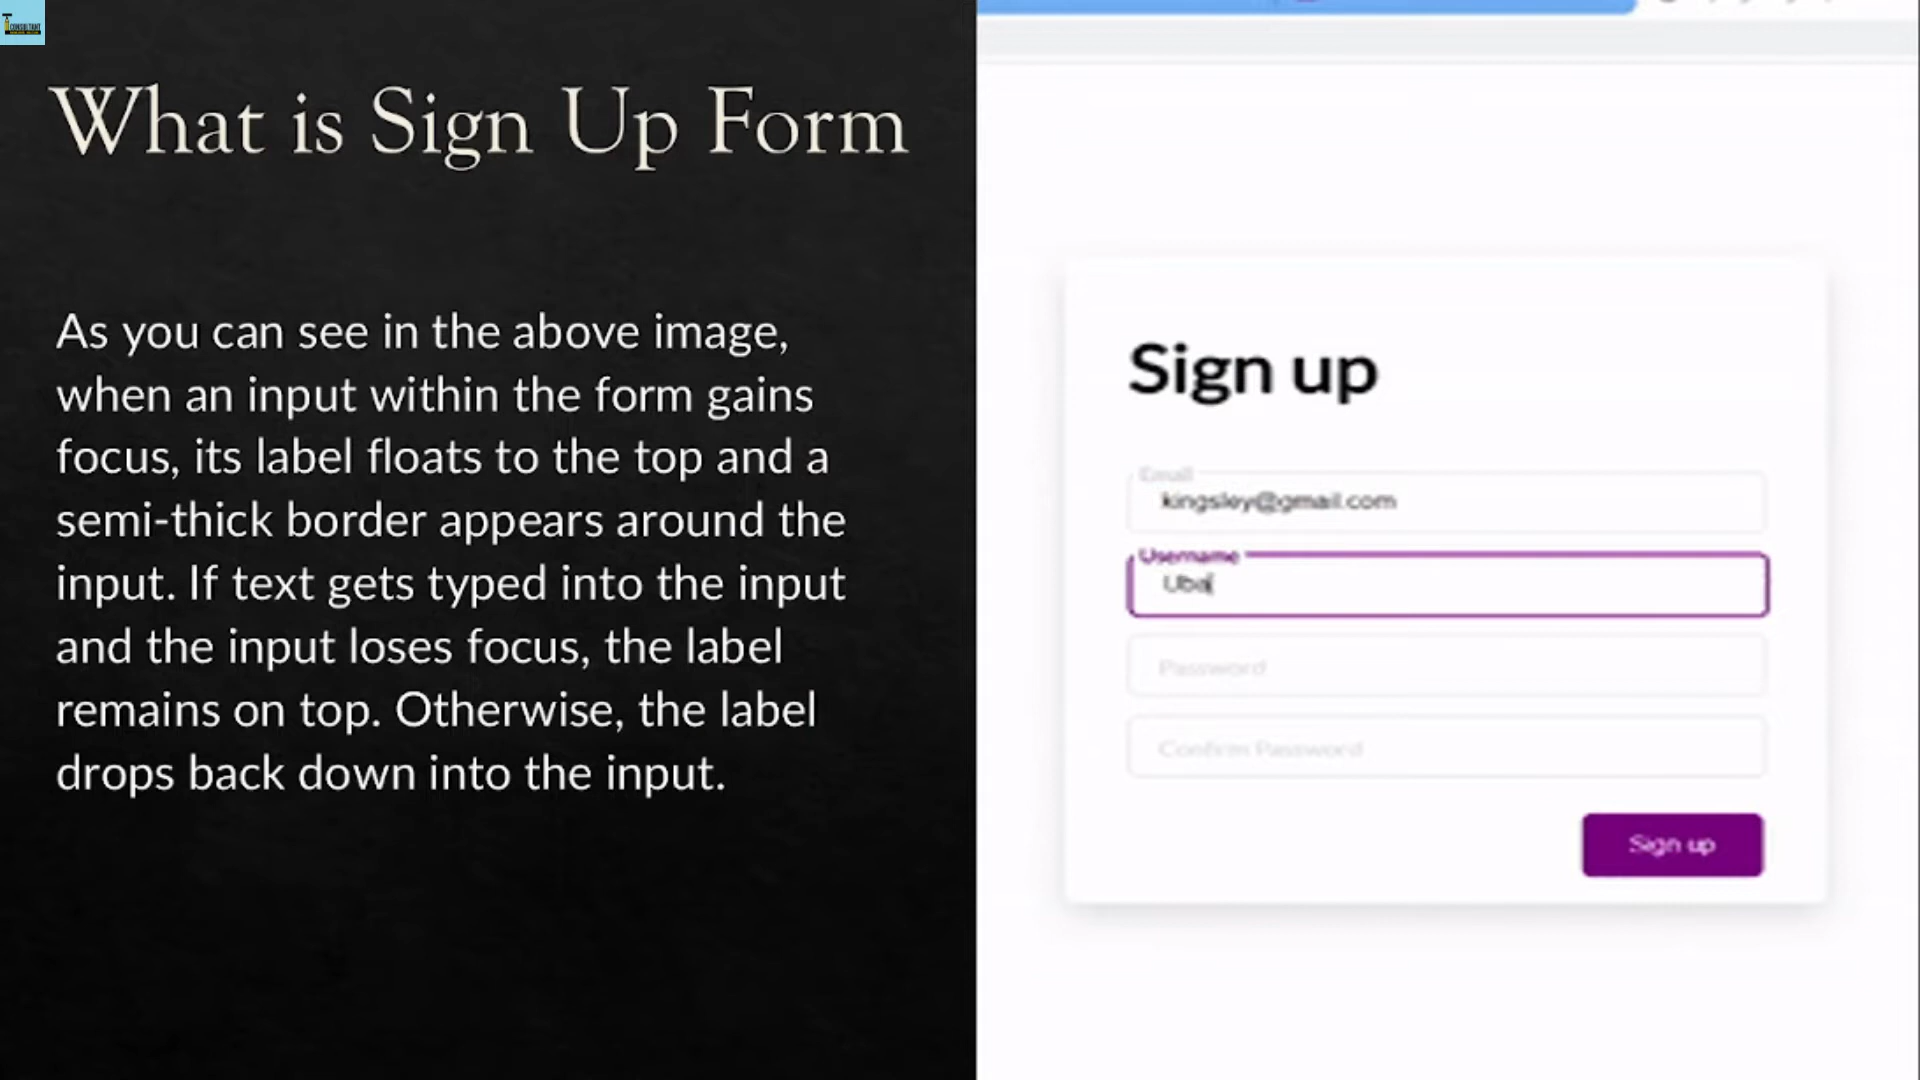 CONSULTANT
What is Sign Up Form
As you can see in the above image,
when an input within the form gains
focus, its label floats to the top and a
semi-thick border appears around the
input. If text gets typed into the input
and the input loses focus, the label
remains on top. Otherwise, the label
drops back down into the input.
Sign up
Email
kingsley@gmail.com
Username
Uba
Password
Confirm Password
Sign up